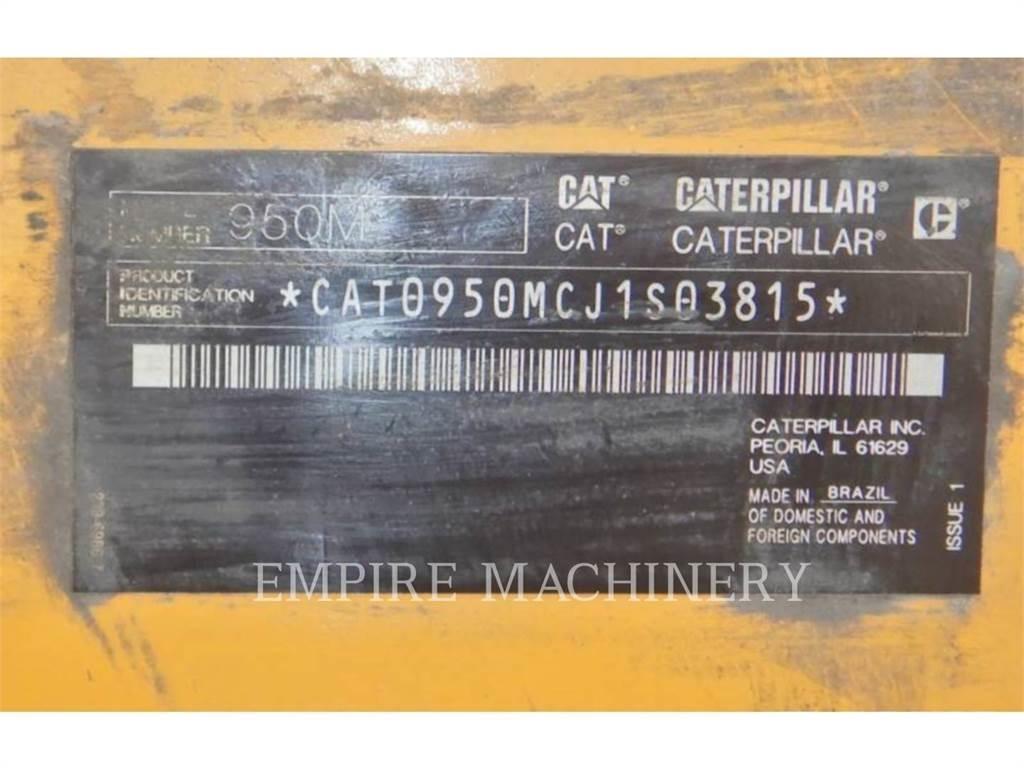 CAT® CATERPILLAR®
CAT® CATERPILLAR®
NUMBER 950M
PRODUCT
IDENTIFICATION
NUMBER
*CAT0950MCJ1S03815*
CATERPILLAR INC.
PEORIA, IL 61629
USA
MADE IN BRAZIL
OF DOMESTIC AND
FOREIGN COMPONENTS
ISSUE 1
EMPIRE MACHINERY